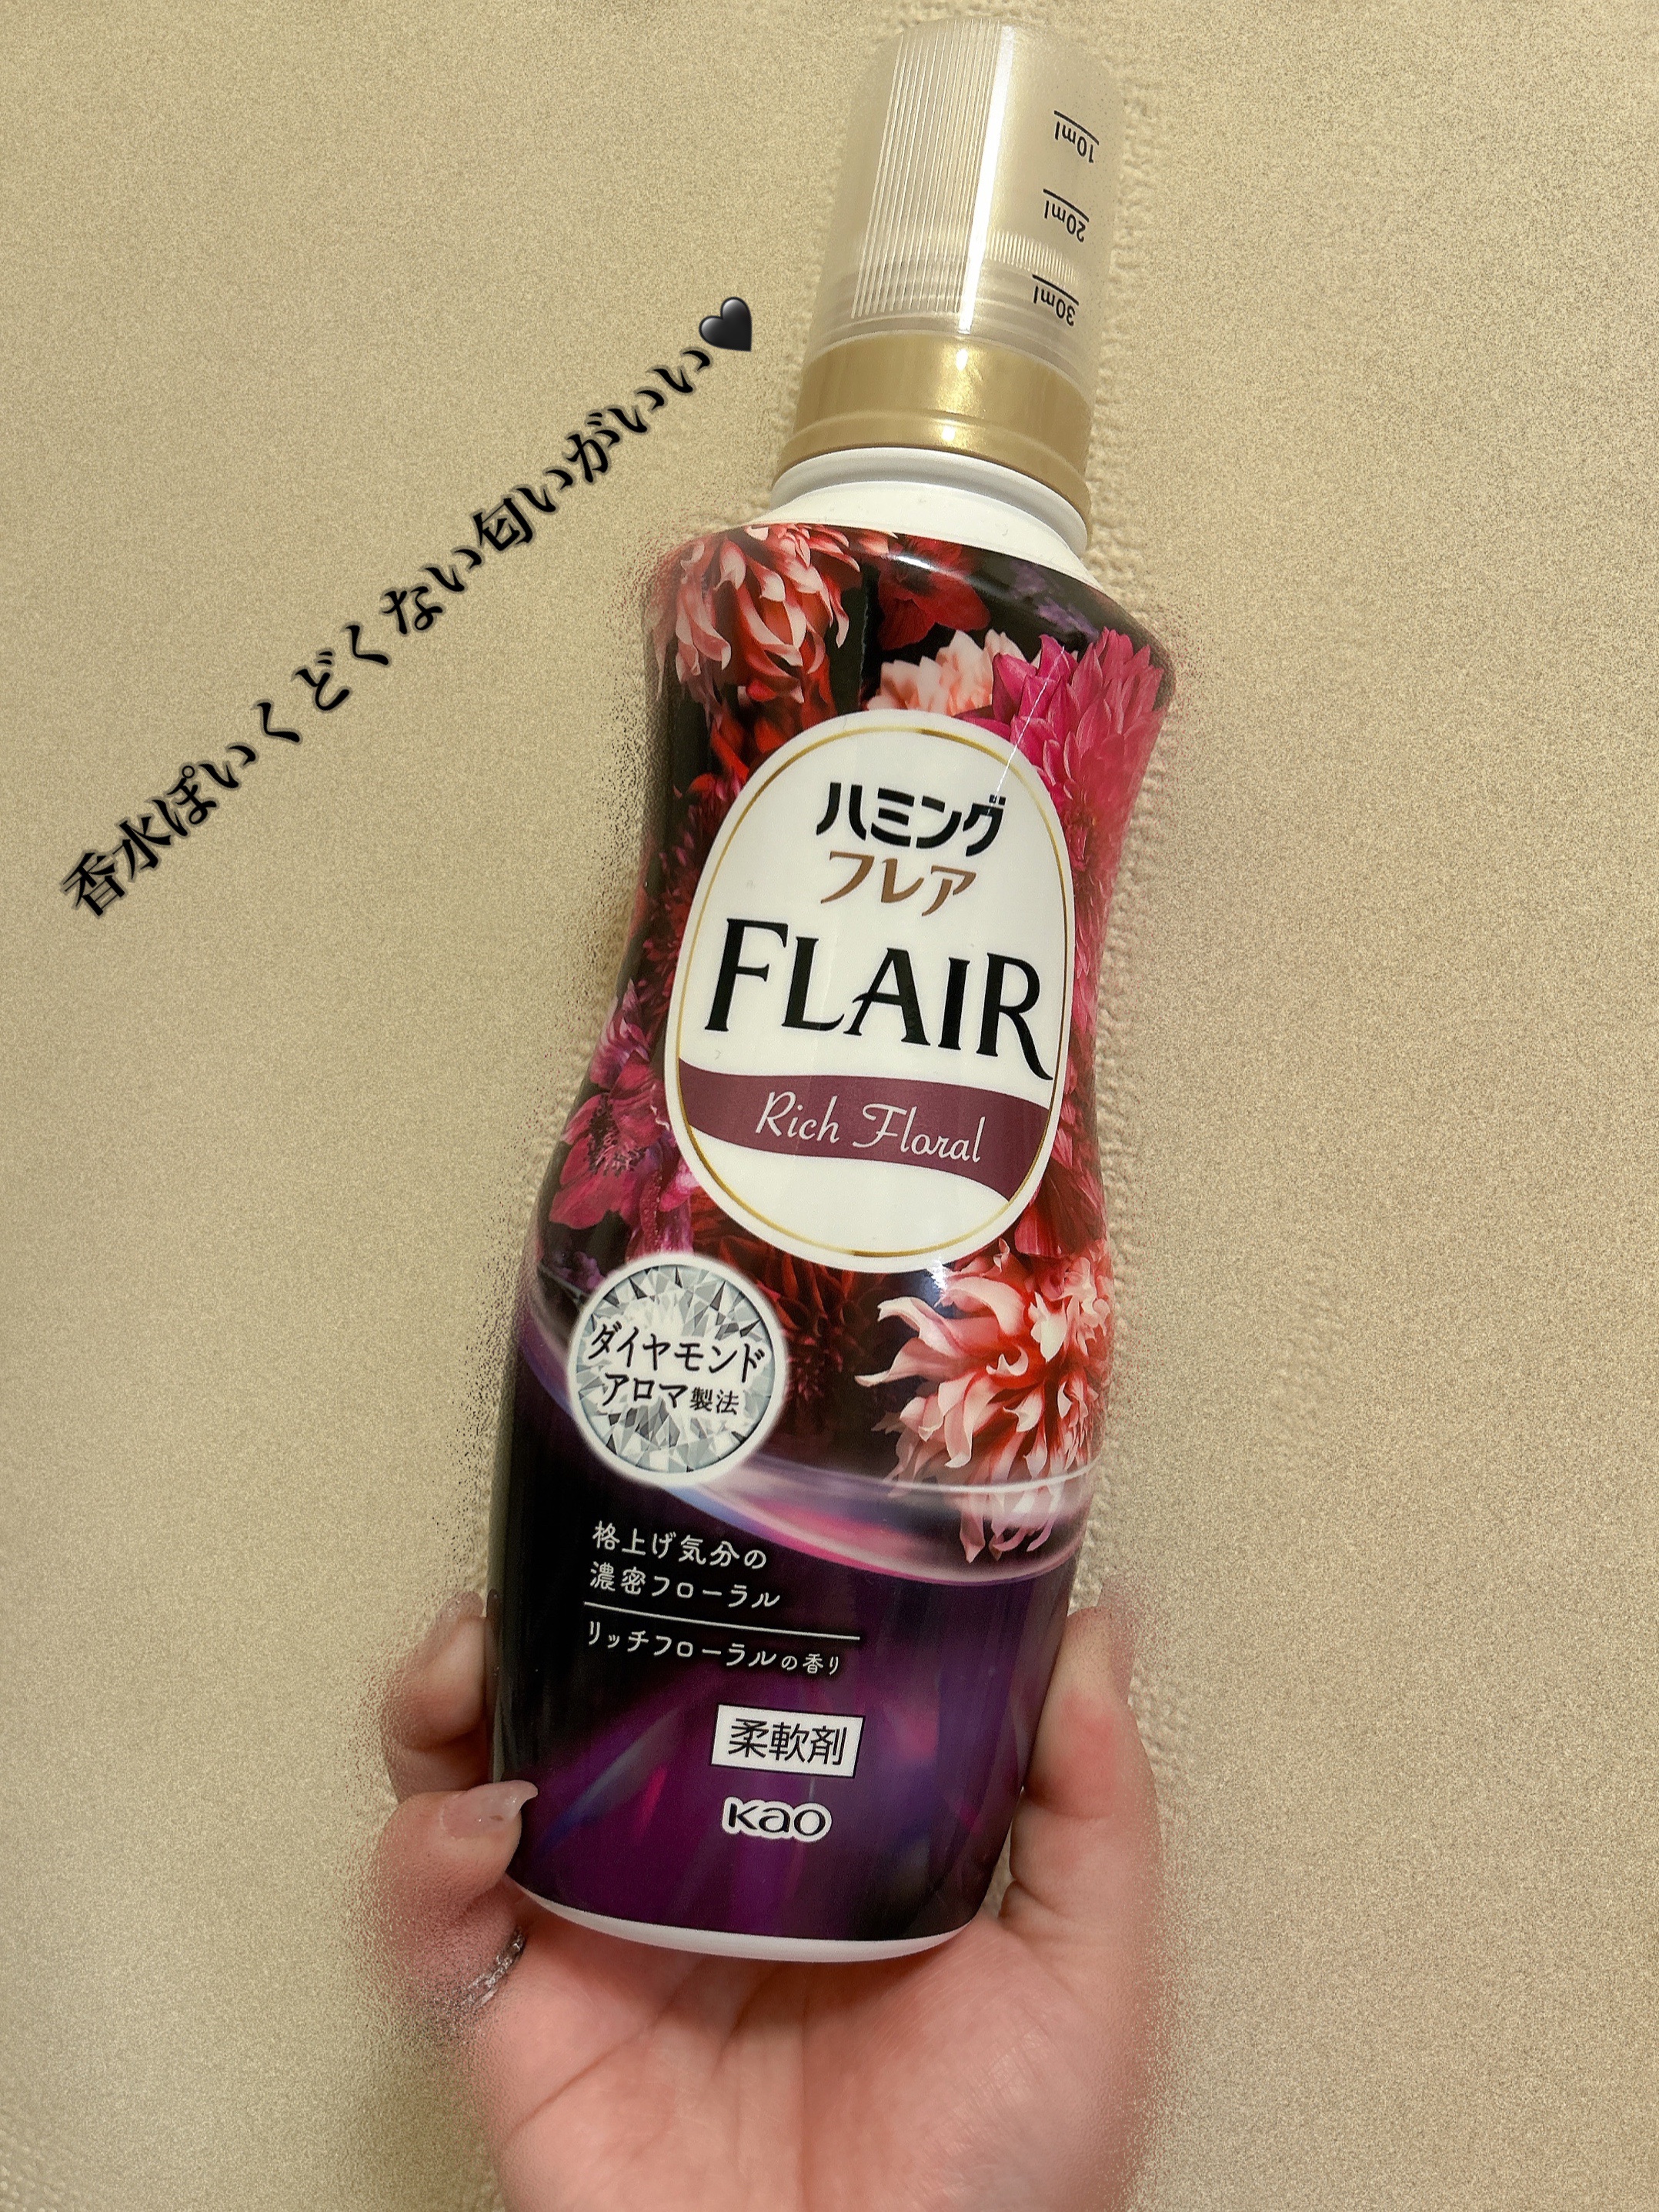 10ml
20ml
30ml
香水ぽいくどくない匂いがいい🖤
ハミング
フレア
FLAIR
Rich Floral
ダイヤモンド
アロマ製法
格上げ気分の
濃密フローラル
リッチフローラルの香り
柔軟剤
Kao